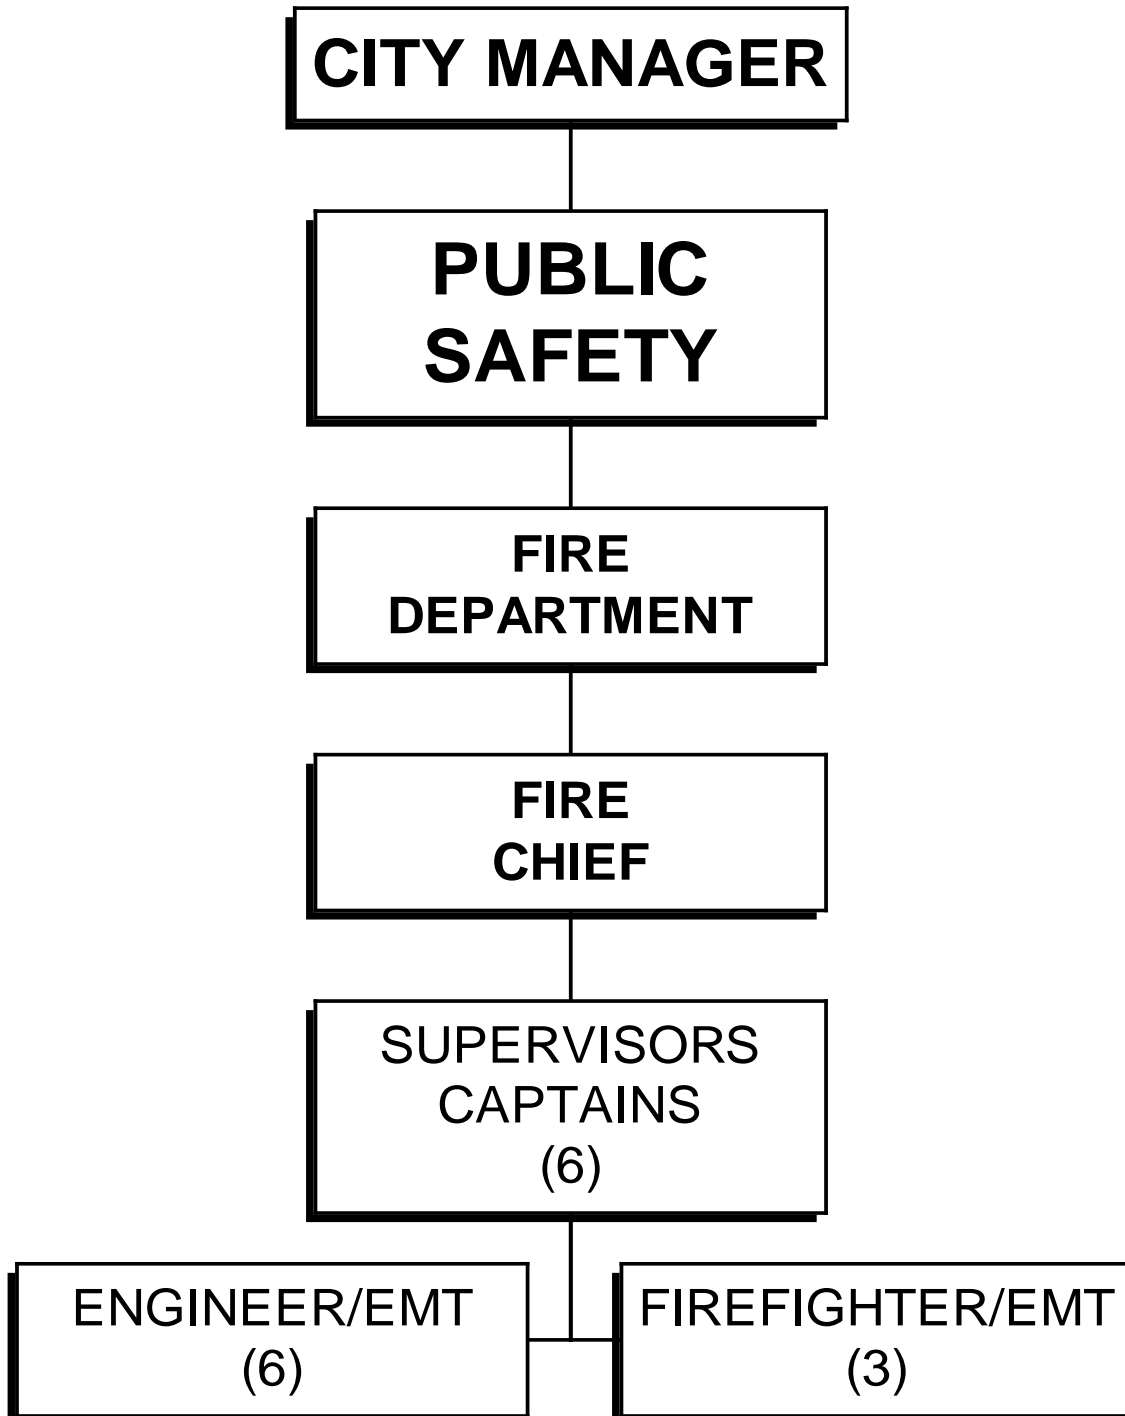 CITY MANAGER
PUBLIC
SAFETY
FIRE
DEPARTMENT
FIRE
CHIEF
SUPERVISORS
CAPTAINS
(6)
ENGINEER/EMT
(6)
FIREFIGHTER/EMT
(3)